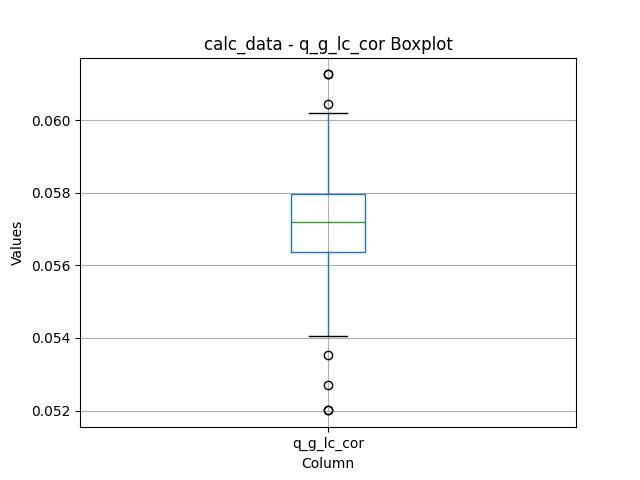 calc_data - q_g_lc_cor Boxplot
0.060
0.058
0.056
0.054
0.052
Values
q_g_lc_cor
Column